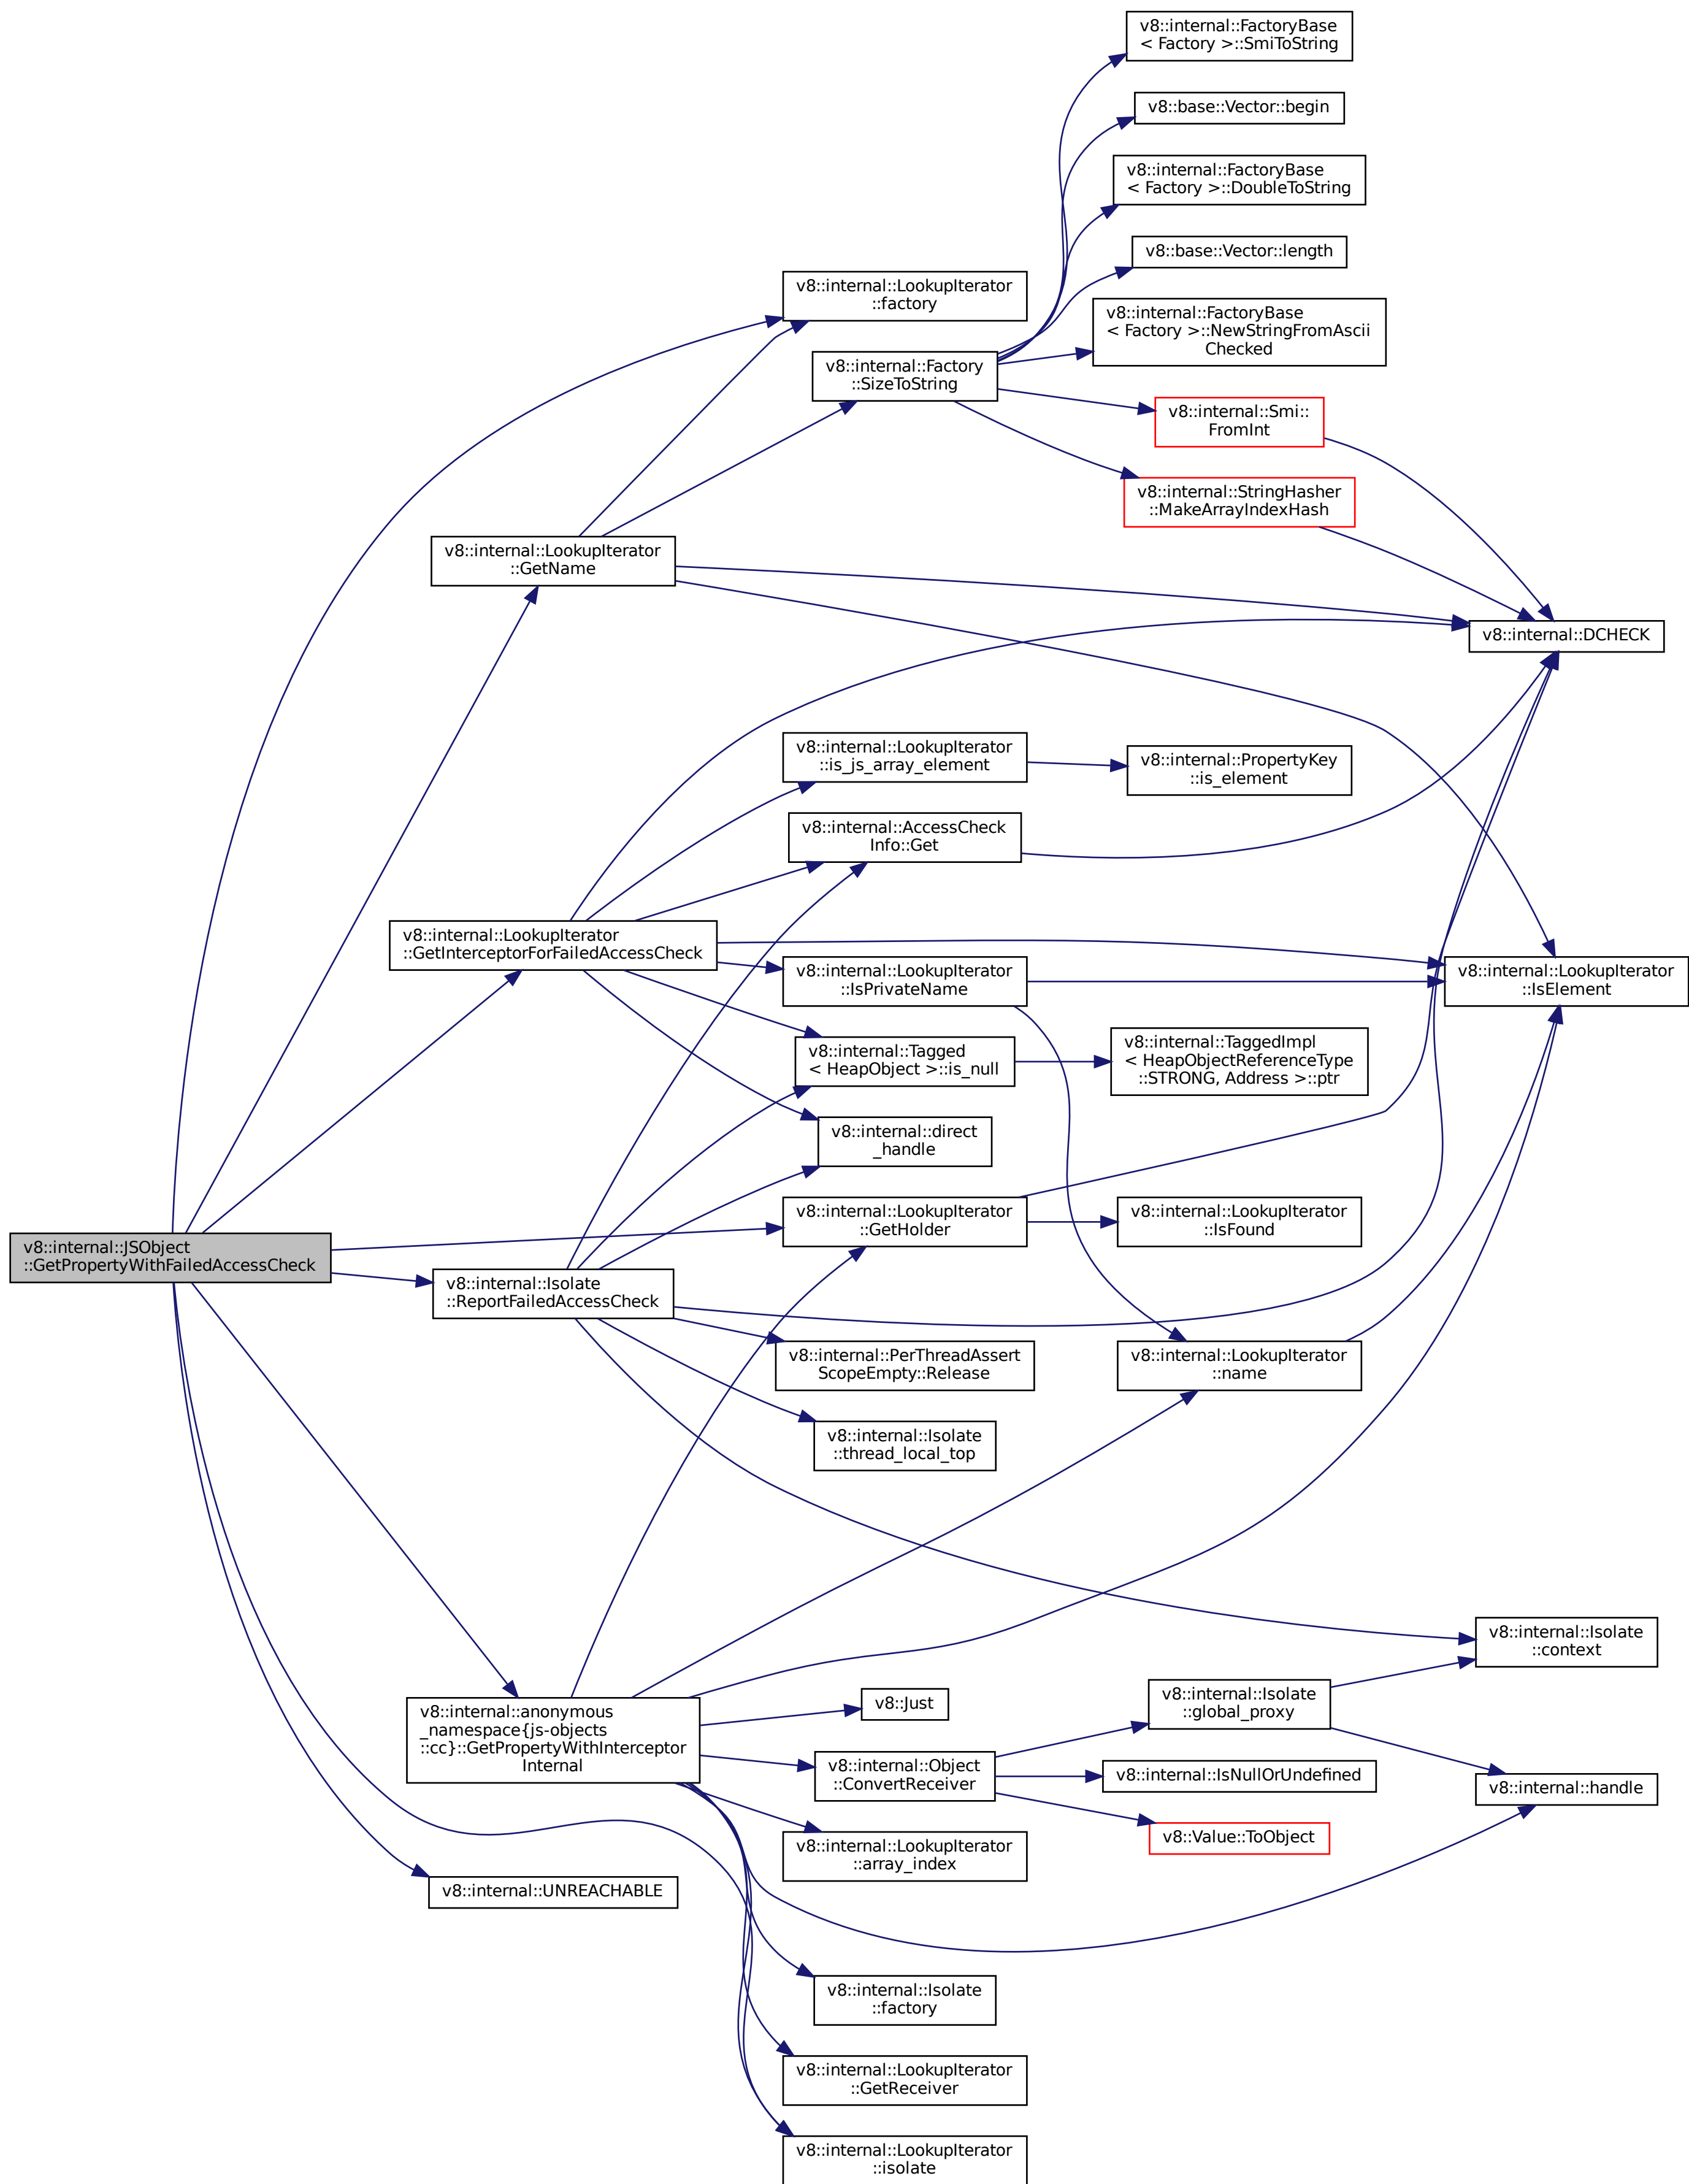 v8::internal::FactoryBase
< Factory >::SmiToString
v8::base::Vector::begin
v8::internal::FactoryBase
< Factory >::DoubleToString
v8::base::Vector::length
v8::internal::LookupIterator
::factory
v8::internal::FactoryBase
< Factory >::NewStringFromAscii
Checked
v8::internal::Factory
::SizeToString
v8::internal::Smi::
FromInt
v8::internal::StringHasher
::MakeArrayIndexHash
v8::internal::LookupIterator
::GetName
v8::internal::DCHECK
v8::internal::LookupIterator
::is_js_array_element
v8::internal::PropertyKey
::is_element
v8::internal::AccessCheck
Info::Get
v8::internal::LookupIterator
::GetInterceptorForFailedAccessCheck
v8::internal::LookupIterator
::IsPrivateName
v8::internal::LookupIterator
::IsElement
v8::internal::Tagged
< HeapObject >::is_null
v8::internal::TaggedImpl
< HeapObjectReferenceType
::STRONG, Address >::ptr
v8::internal::direct
_handle
v8::internal::LookupIterator
::GetHolder
v8::internal::LookupIterator
::IsFound
v8::internal::JSObject
::GetPropertyWithFailedAccessCheck
v8::internal::Isolate
::ReportFailedAccessCheck
v8::internal::PerThreadAssert
ScopeEmpty::Release
v8::internal::LookupIterator
::name
v8::internal::Isolate
::thread_local_top
v8::internal::Isolate
::context
v8::internal::anonymous
_namespace{js-objects
::cc}::GetPropertyWithInterceptor
Internal
v8::Just
v8::internal::Isolate
::global_proxy
v8::internal::Object
::ConvertReceiver
v8::internal::IsNullOrUndefined
v8::internal::handle
v8::Value::ToObject
v8::internal::LookupIterator
::array_index
v8::internal::UNREACHABLE
v8::internal::Isolate
::factory
v8::internal::LookupIterator
::GetReceiver
v8::internal::LookupIterator
::isolate